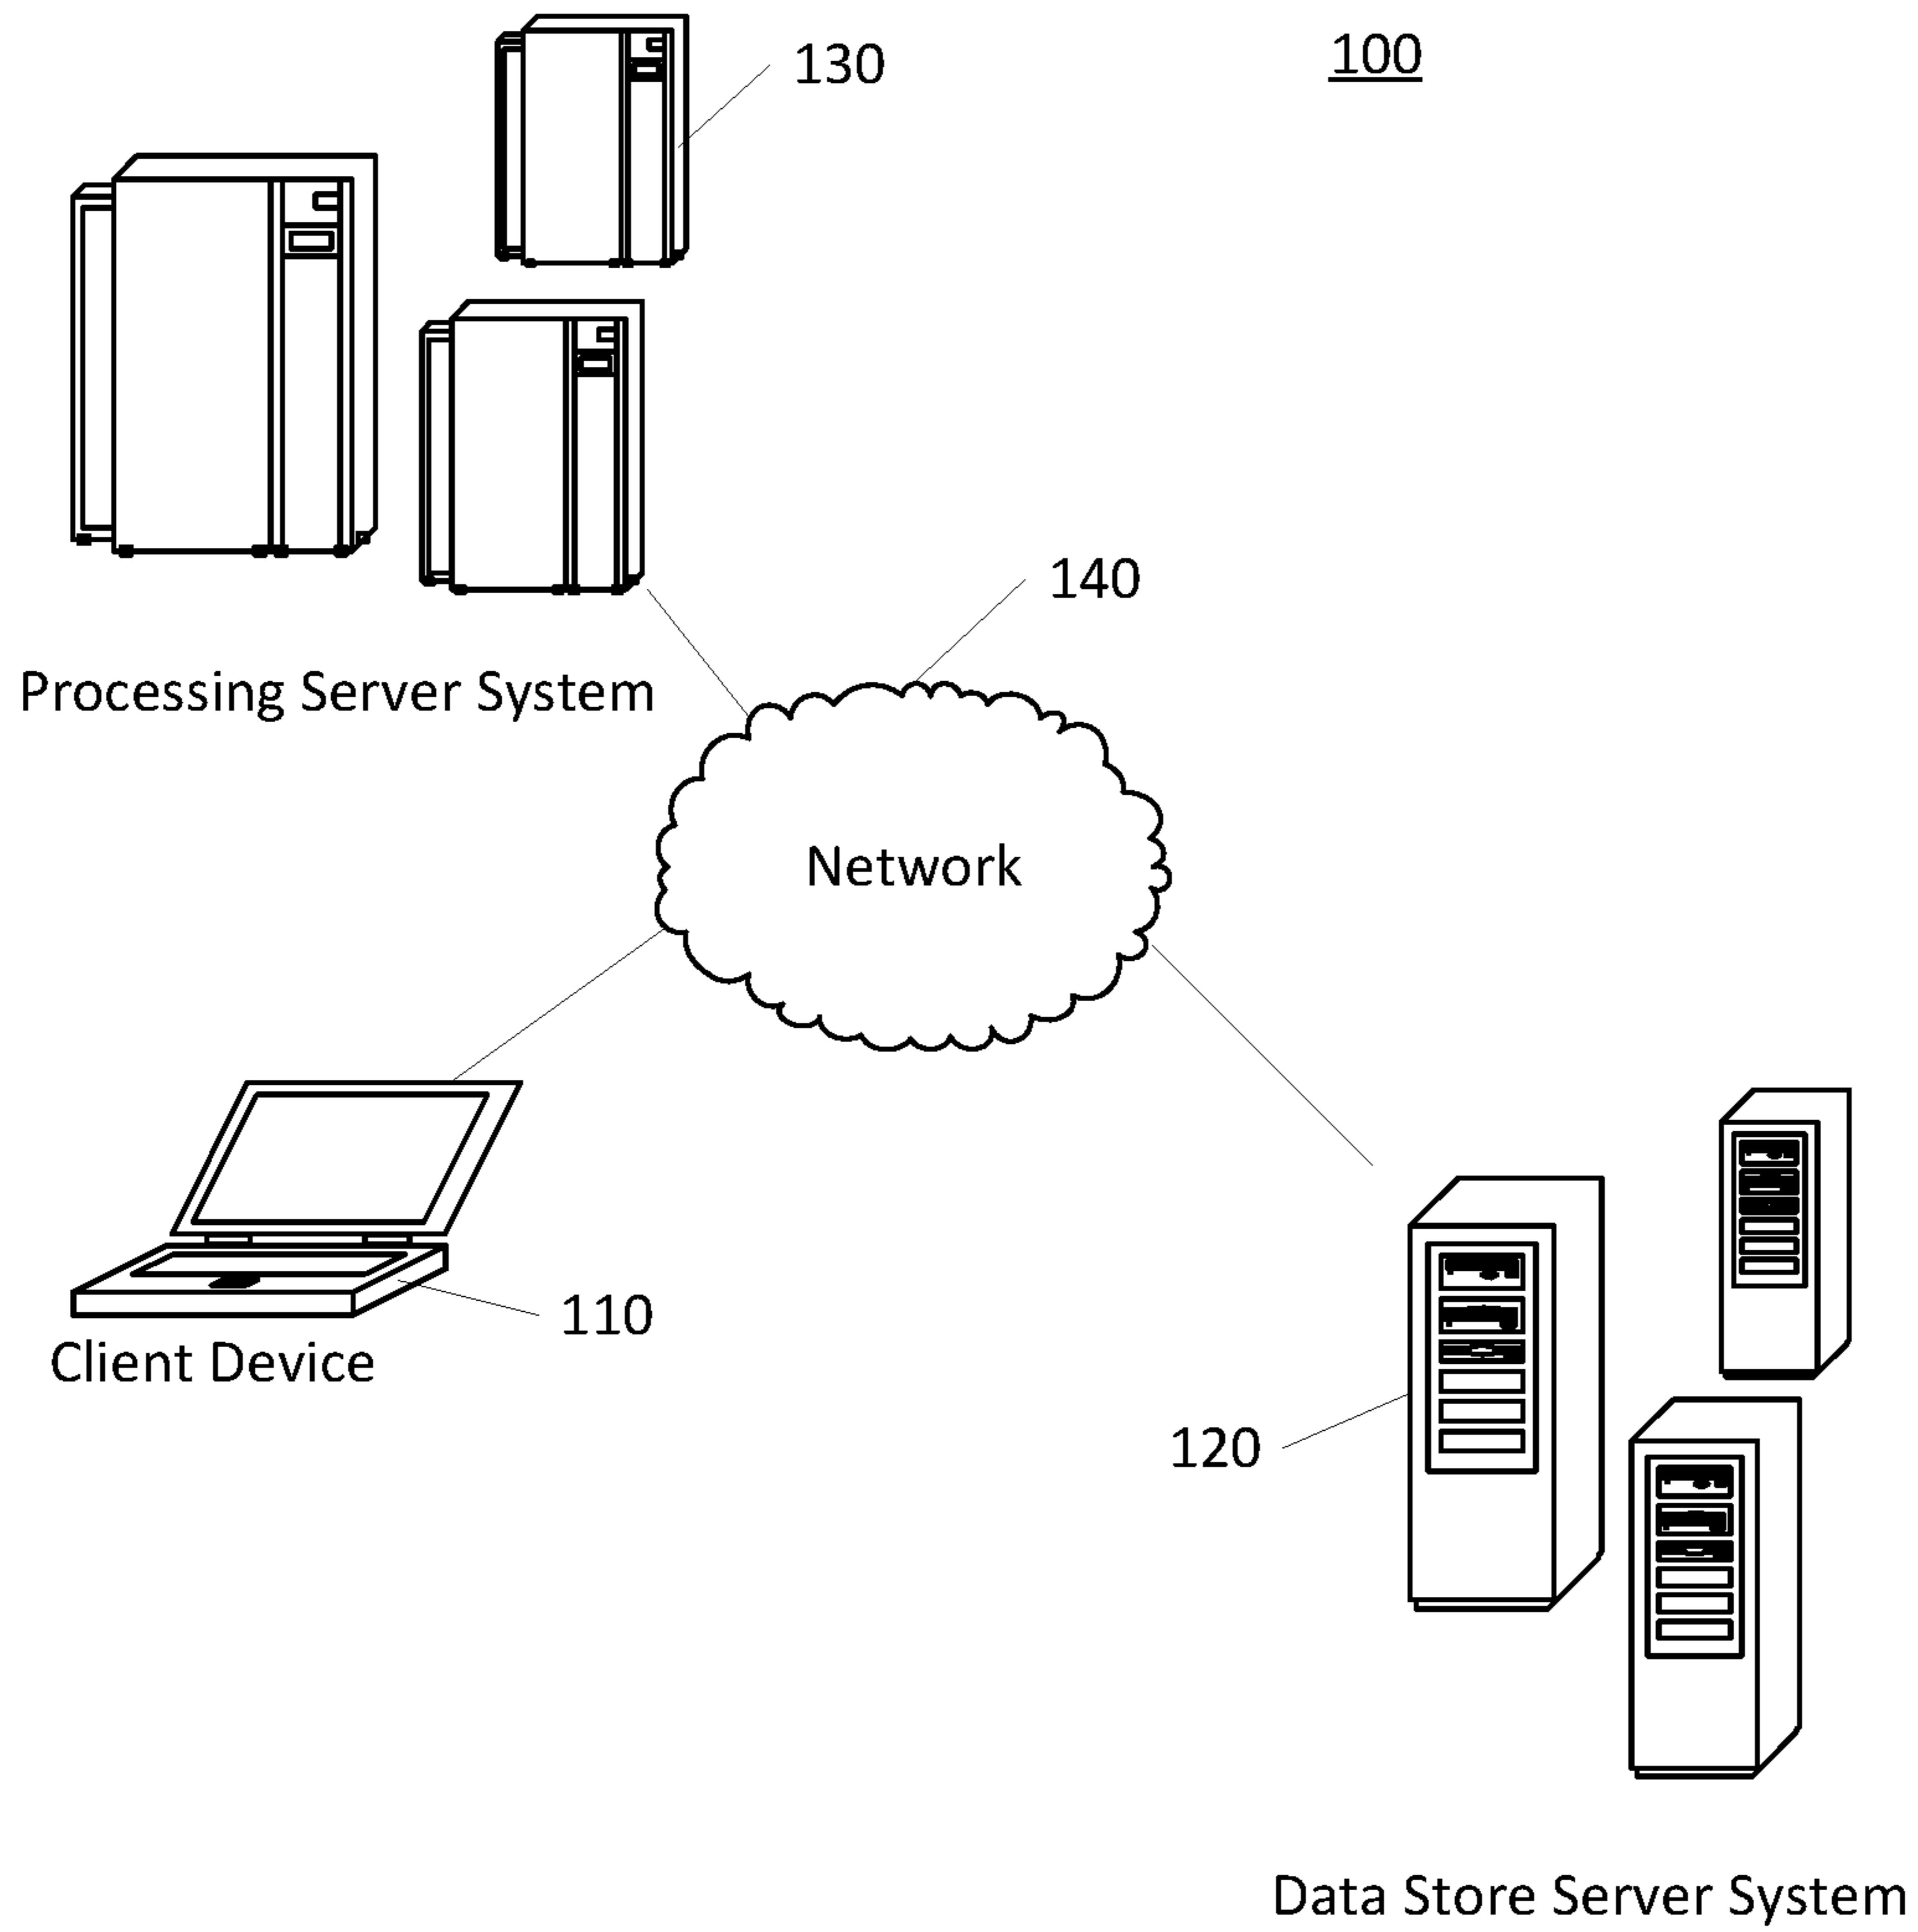 130
100
140
Processing Server System
Network
110
Client Device
120
Data Store Server System